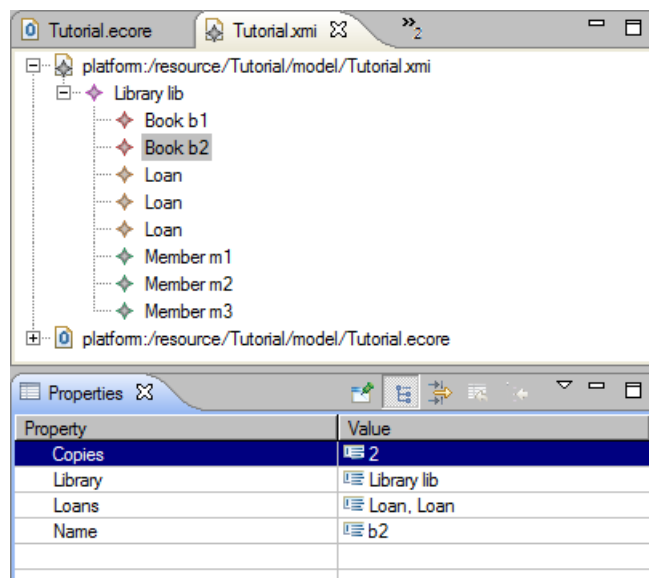 Tutorial.ecore Tutorial.xmi »2
platform:/resource/Tutorial/model/Tutorial.xmi
Library lib
Book b1
Book b2
Loan
Loan
Loan
Member m1
Member m2
Member m3
platform:/resource/Tutorial/model/Tutorial.ecore
Properties
Property Value
Copies 2
Library Library lib
Loans Loan, Loan
Name b2